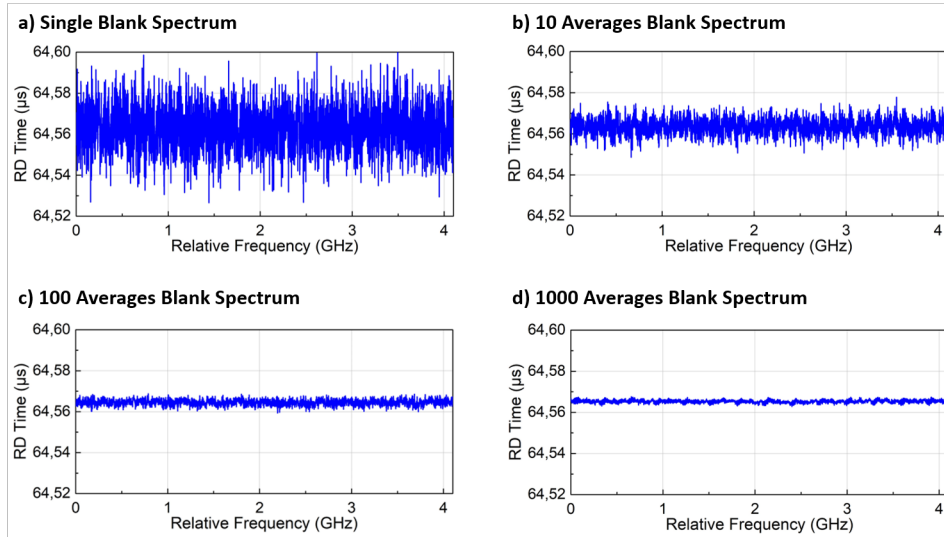 a) Single Blank Spectrum
64,60
64,58
64,56
64,54
64,52
RD Time (µs)
0 1 2 3 4
Relative Frequency (GHz)
b) 10 Averages Blank Spectrum
64,60
64,58
64,56
64,54
64,52
RD Time (µs)
0 1 2 3 4
Relative Frequency (GHz)
c) 100 Averages Blank Spectrum
64,60
64,58
64,56
64,54
64,52
RD Time (µs)
0 1 2 3 4
Relative Frequency (GHz)
d) 1000 Averages Blank Spectrum
64,60
64,58
64,56
64,54
64,52
RD Time (µs)
0 1 2 3 4
Relative Frequency (GHz)